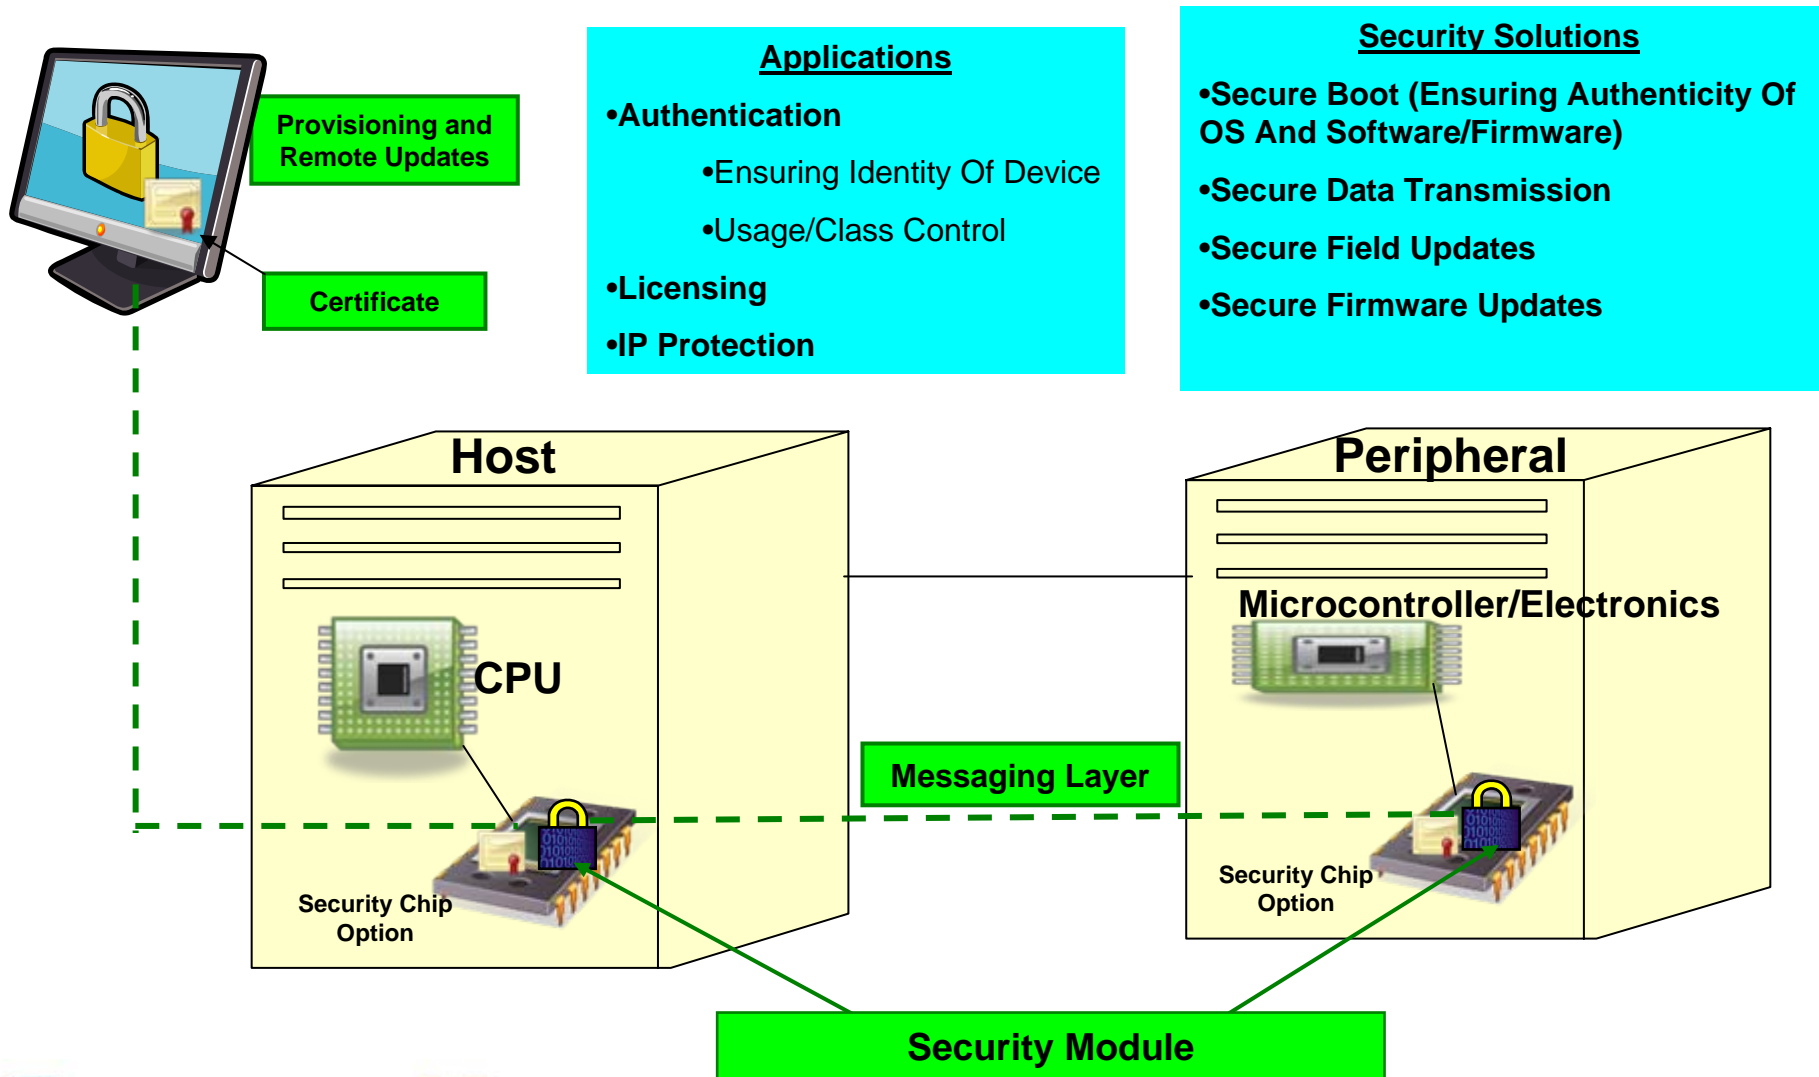 Provisioning and
Remote Updates
Certificate
Applications
•Authentication
•Ensuring Identity Of Device
•Usage/Class Control
•Licensing
•IP Protection
Security Solutions
•Secure Boot (Ensuring Authenticity Of
OS And Software/Firmware)
•Secure Data Transmission
•Secure Field Updates
•Secure Firmware Updates
Host
CPU
Security Chip
Option
Messaging Layer
Peripheral
Microcontroller/Electronics
Security Chip
Option
Security Module